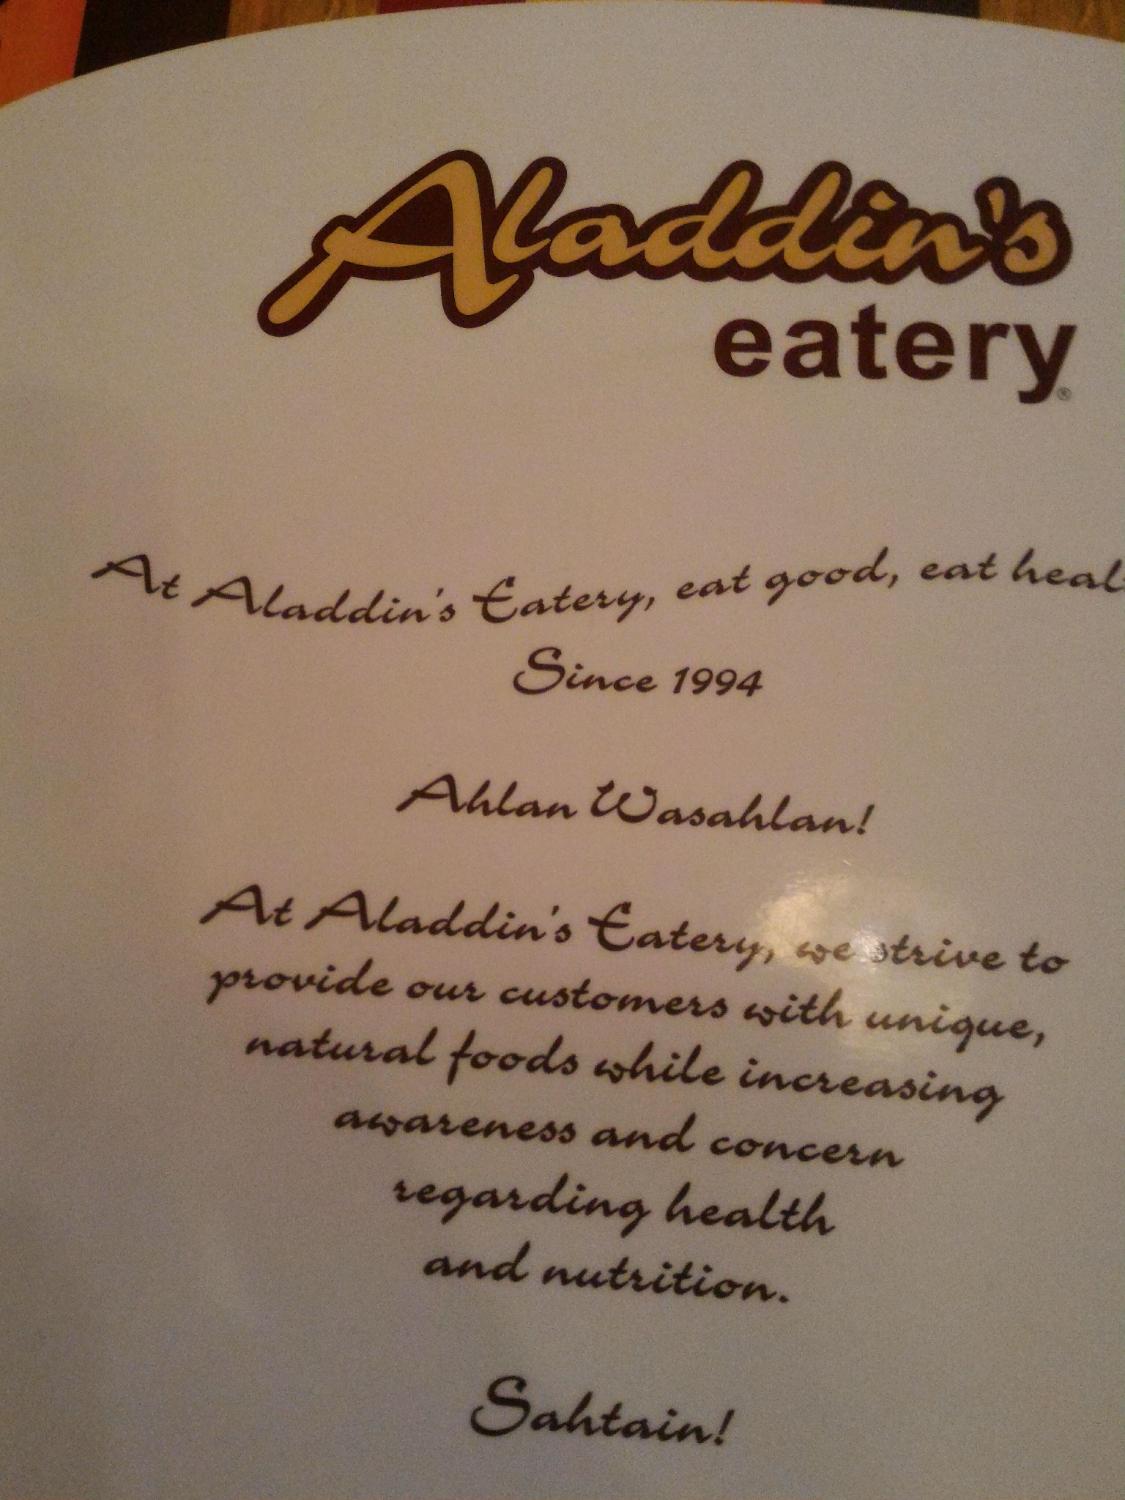 Aladdin's
eatery®
At Aladdin's Eatery, eat good, eat heal
Since 1994
Ahlan Wasahlan!
At Aladdin's Eatery, we strive to
provide our customers with unique,
natural foods while increasing
awareness and concern
regarding health
and nutrition.
Sahtain!